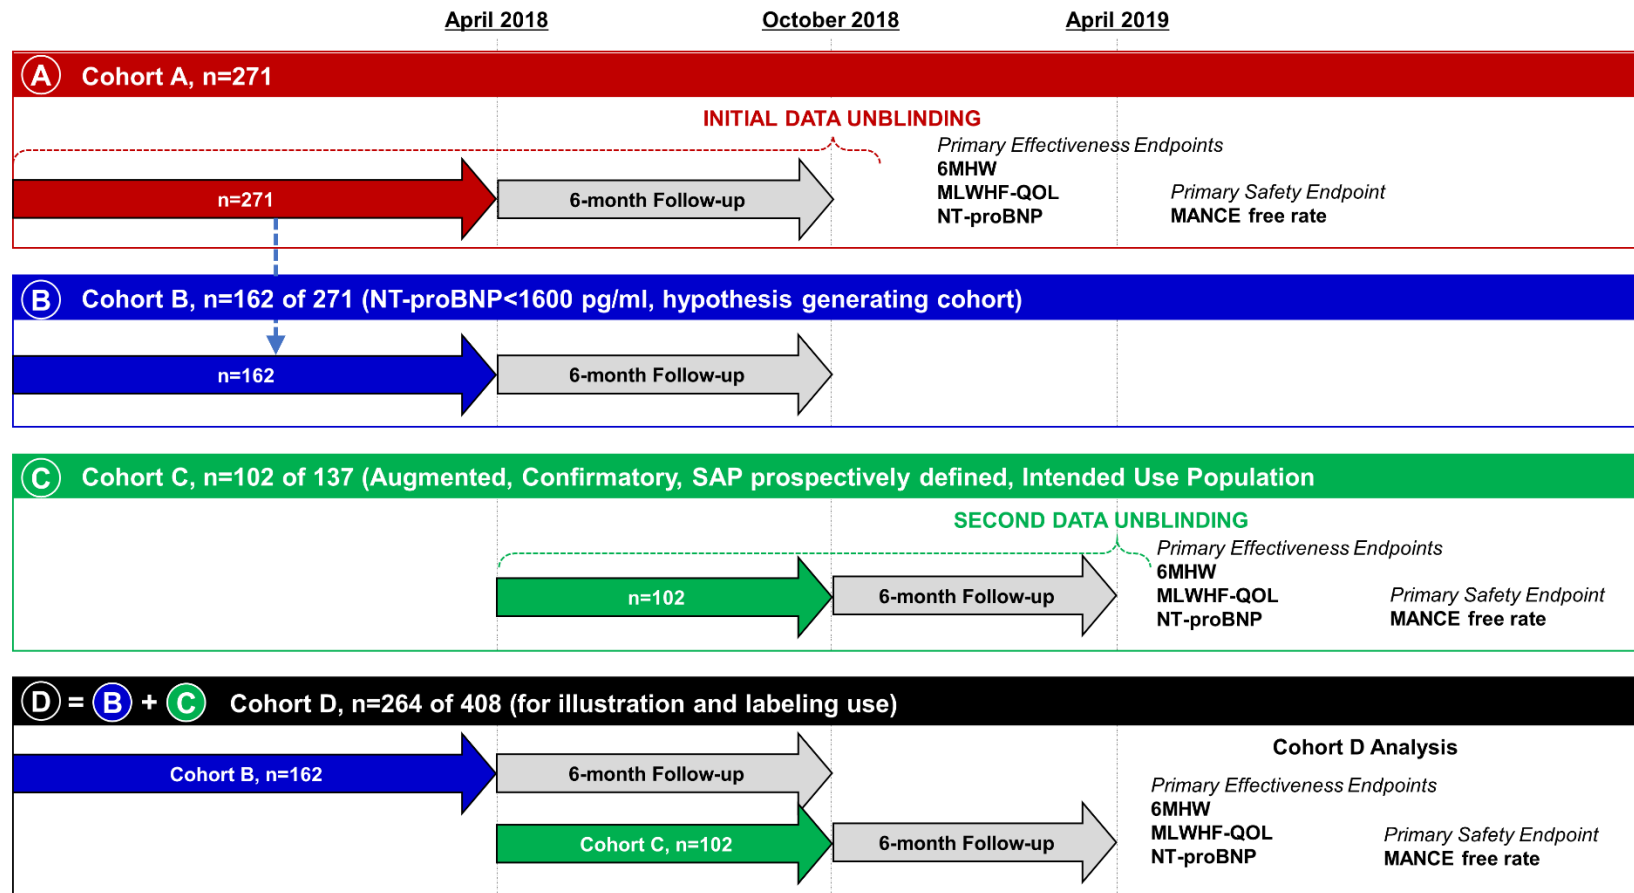 April 2018
October 2018
April 2019
A Cohort A, n=271
INITIAL DATA UNBLINDING
Primary Effectiveness Endpoints
6MHW
MLWHF-QOL
NT-proBNP
Primary Safety Endpoint
MANCE free rate
n=271
6-month Follow-up
B Cohort B, n=162 of 271 (NT-proBNP<1600 pg/ml, hypothesis generating cohort)
n=162
6-month Follow-up
C Cohort C, n=102 of 137 (Augmented, Confirmatory, SAP prospectively defined, Intended Use Population
SECOND DATA UNBLINDING
Primary Effectiveness Endpoints
6MHW
MLWHF-QOL
NT-proBNP
Primary Safety Endpoint
MANCE free rate
n=102
6-month Follow-up
D = B + C Cohort D, n=264 of 408 (for illustration and labeling use)
Cohort B, n=162
6-month Follow-up
Cohort C, n=102
6-month Follow-up
Cohort D Analysis
Primary Effectiveness Endpoints
6MHW
MLWHF-QOL
NT-proBNP
Primary Safety Endpoint
MANCE free rate